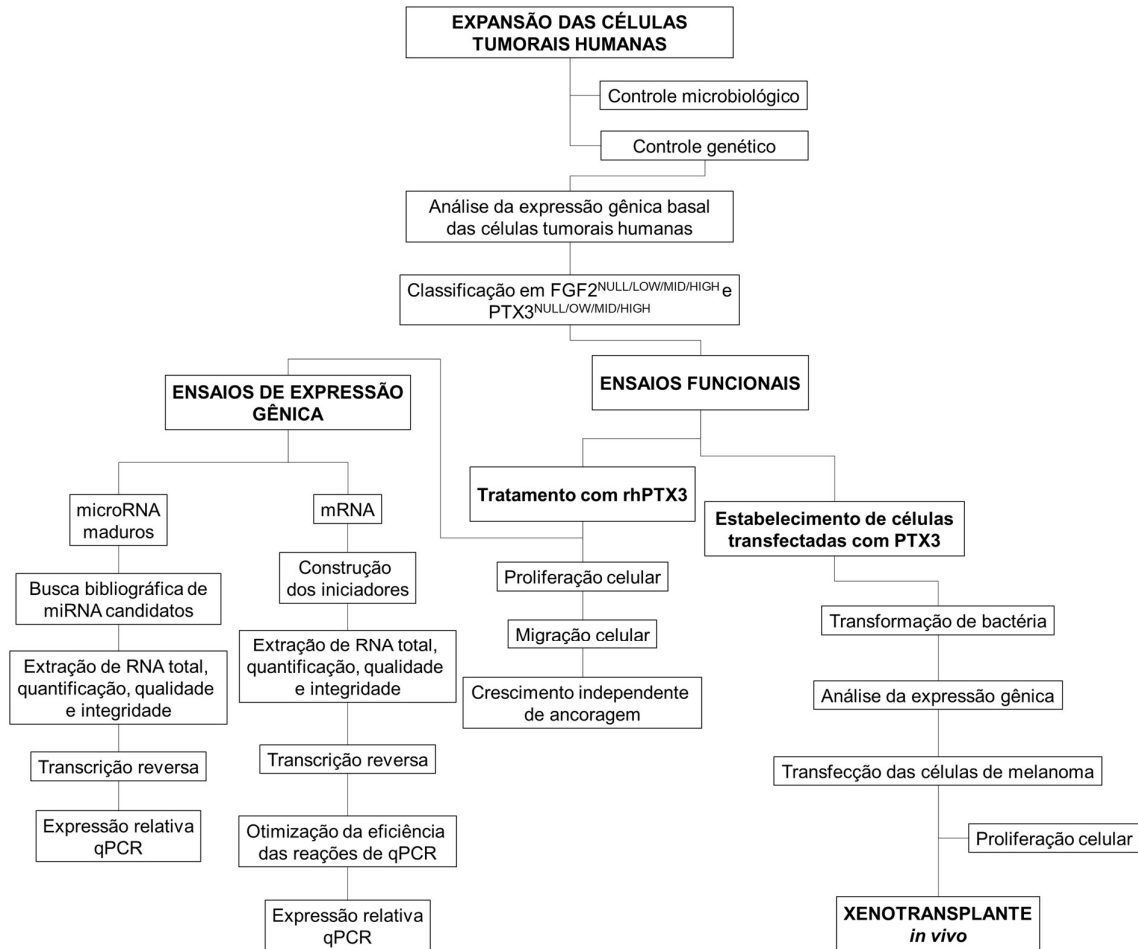 EXPANSÃO DAS CÉLULAS
TUMORAIS HUMANAS
Controle microbiológico
Controle genético
Análise da expressão gênica basal
das células tumorais humanas
Classificação em FGF2NULL/LOW/MID/HIGH e
PTX3NULL/OW/MID/HIGH
ENSAIOS DE EXPRESSÃO
GÊNICA
microRNA
maduros
Busca bibliográfica de
miRNA candidatos
Extração de RNA total,
quantificação, qualidade
e integridade
Transcrição reversa
Expressão relativa
qPCR
mRNA
Construção
dos iniciadores
Extração de RNA total,
quantificação, qualidade
e integridade
Transcrição reversa
Otimização da eficiência
das reações de qPCR
Expressão relativa
qPCR
ENSAIOS FUNCIONAIS
Tratamento com rhPTX3
Proliferação celular
Migração celular
Crescimento independente
de ancoragem
Estabelecimento de células
transfectadas com PTX3
Transformação de bactéria
Análise da expressão gênica
Transfecção das células de melanoma
Proliferação celular
XENOTRANSPLANTE
in vivo